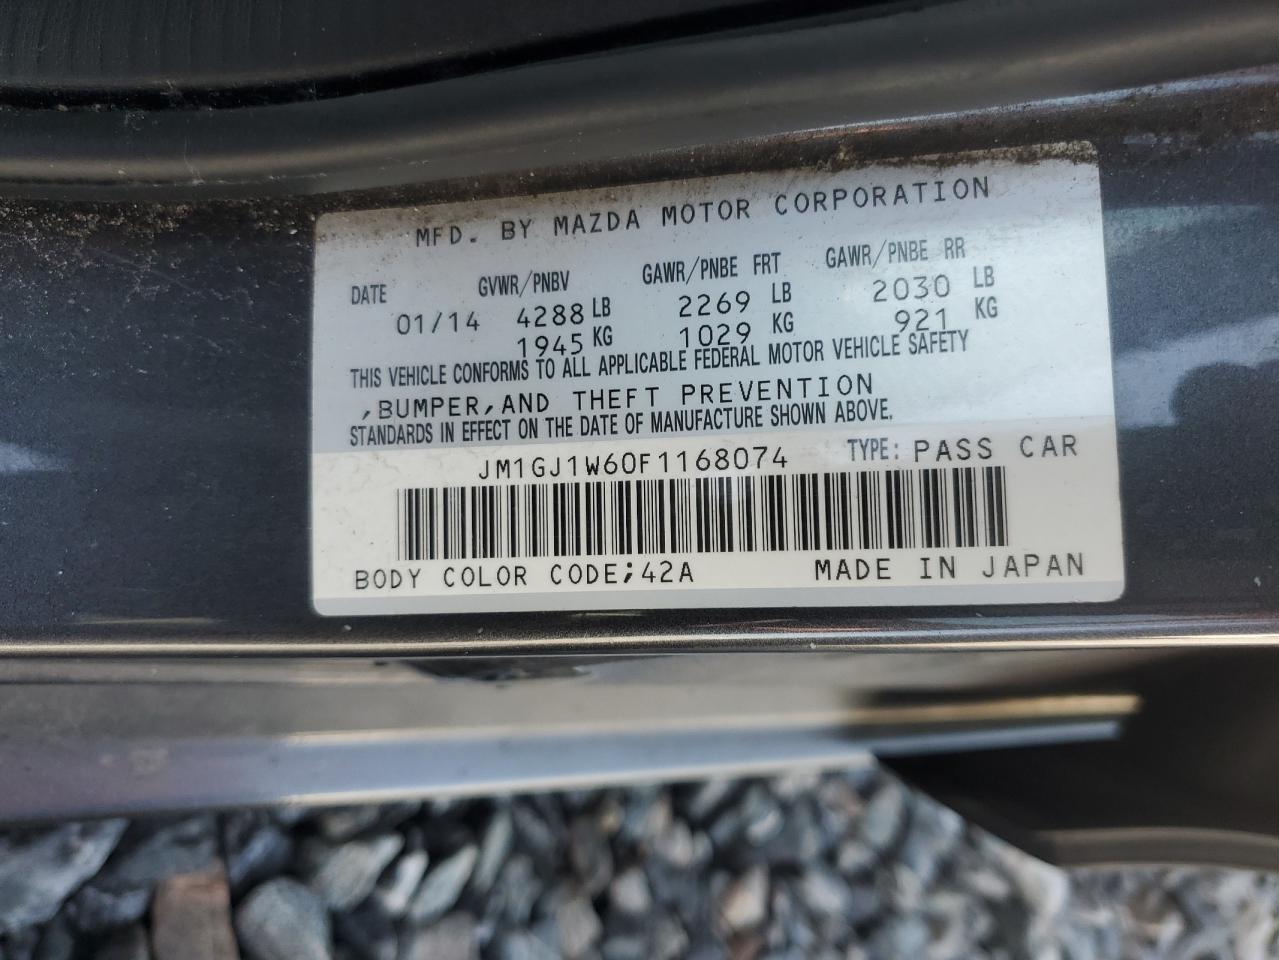 MFD. BY MAZDA MOTOR CORPORATION
DATE GVWR/PNBV GAWR/PNBE FRT GAWR/PNBE RR
01/14 4288 LB 2269 LB 2030 LB
1945 KG 1029 KG 921 KG
THIS VEHICLE CONFORMS TO ALL APPLICABLE FEDERAL MOTOR VEHICLE SAFETY
,BUMPER,AND THEFT PREVENTION
STANDARDS IN EFFECT ON THE DATE OF MANUFACTURE SHOWN ABOVE.
JM1GJ1W60F1168074 TYPE: PASS CAR
BODY COLOR CODE;42A MADE IN JAPAN